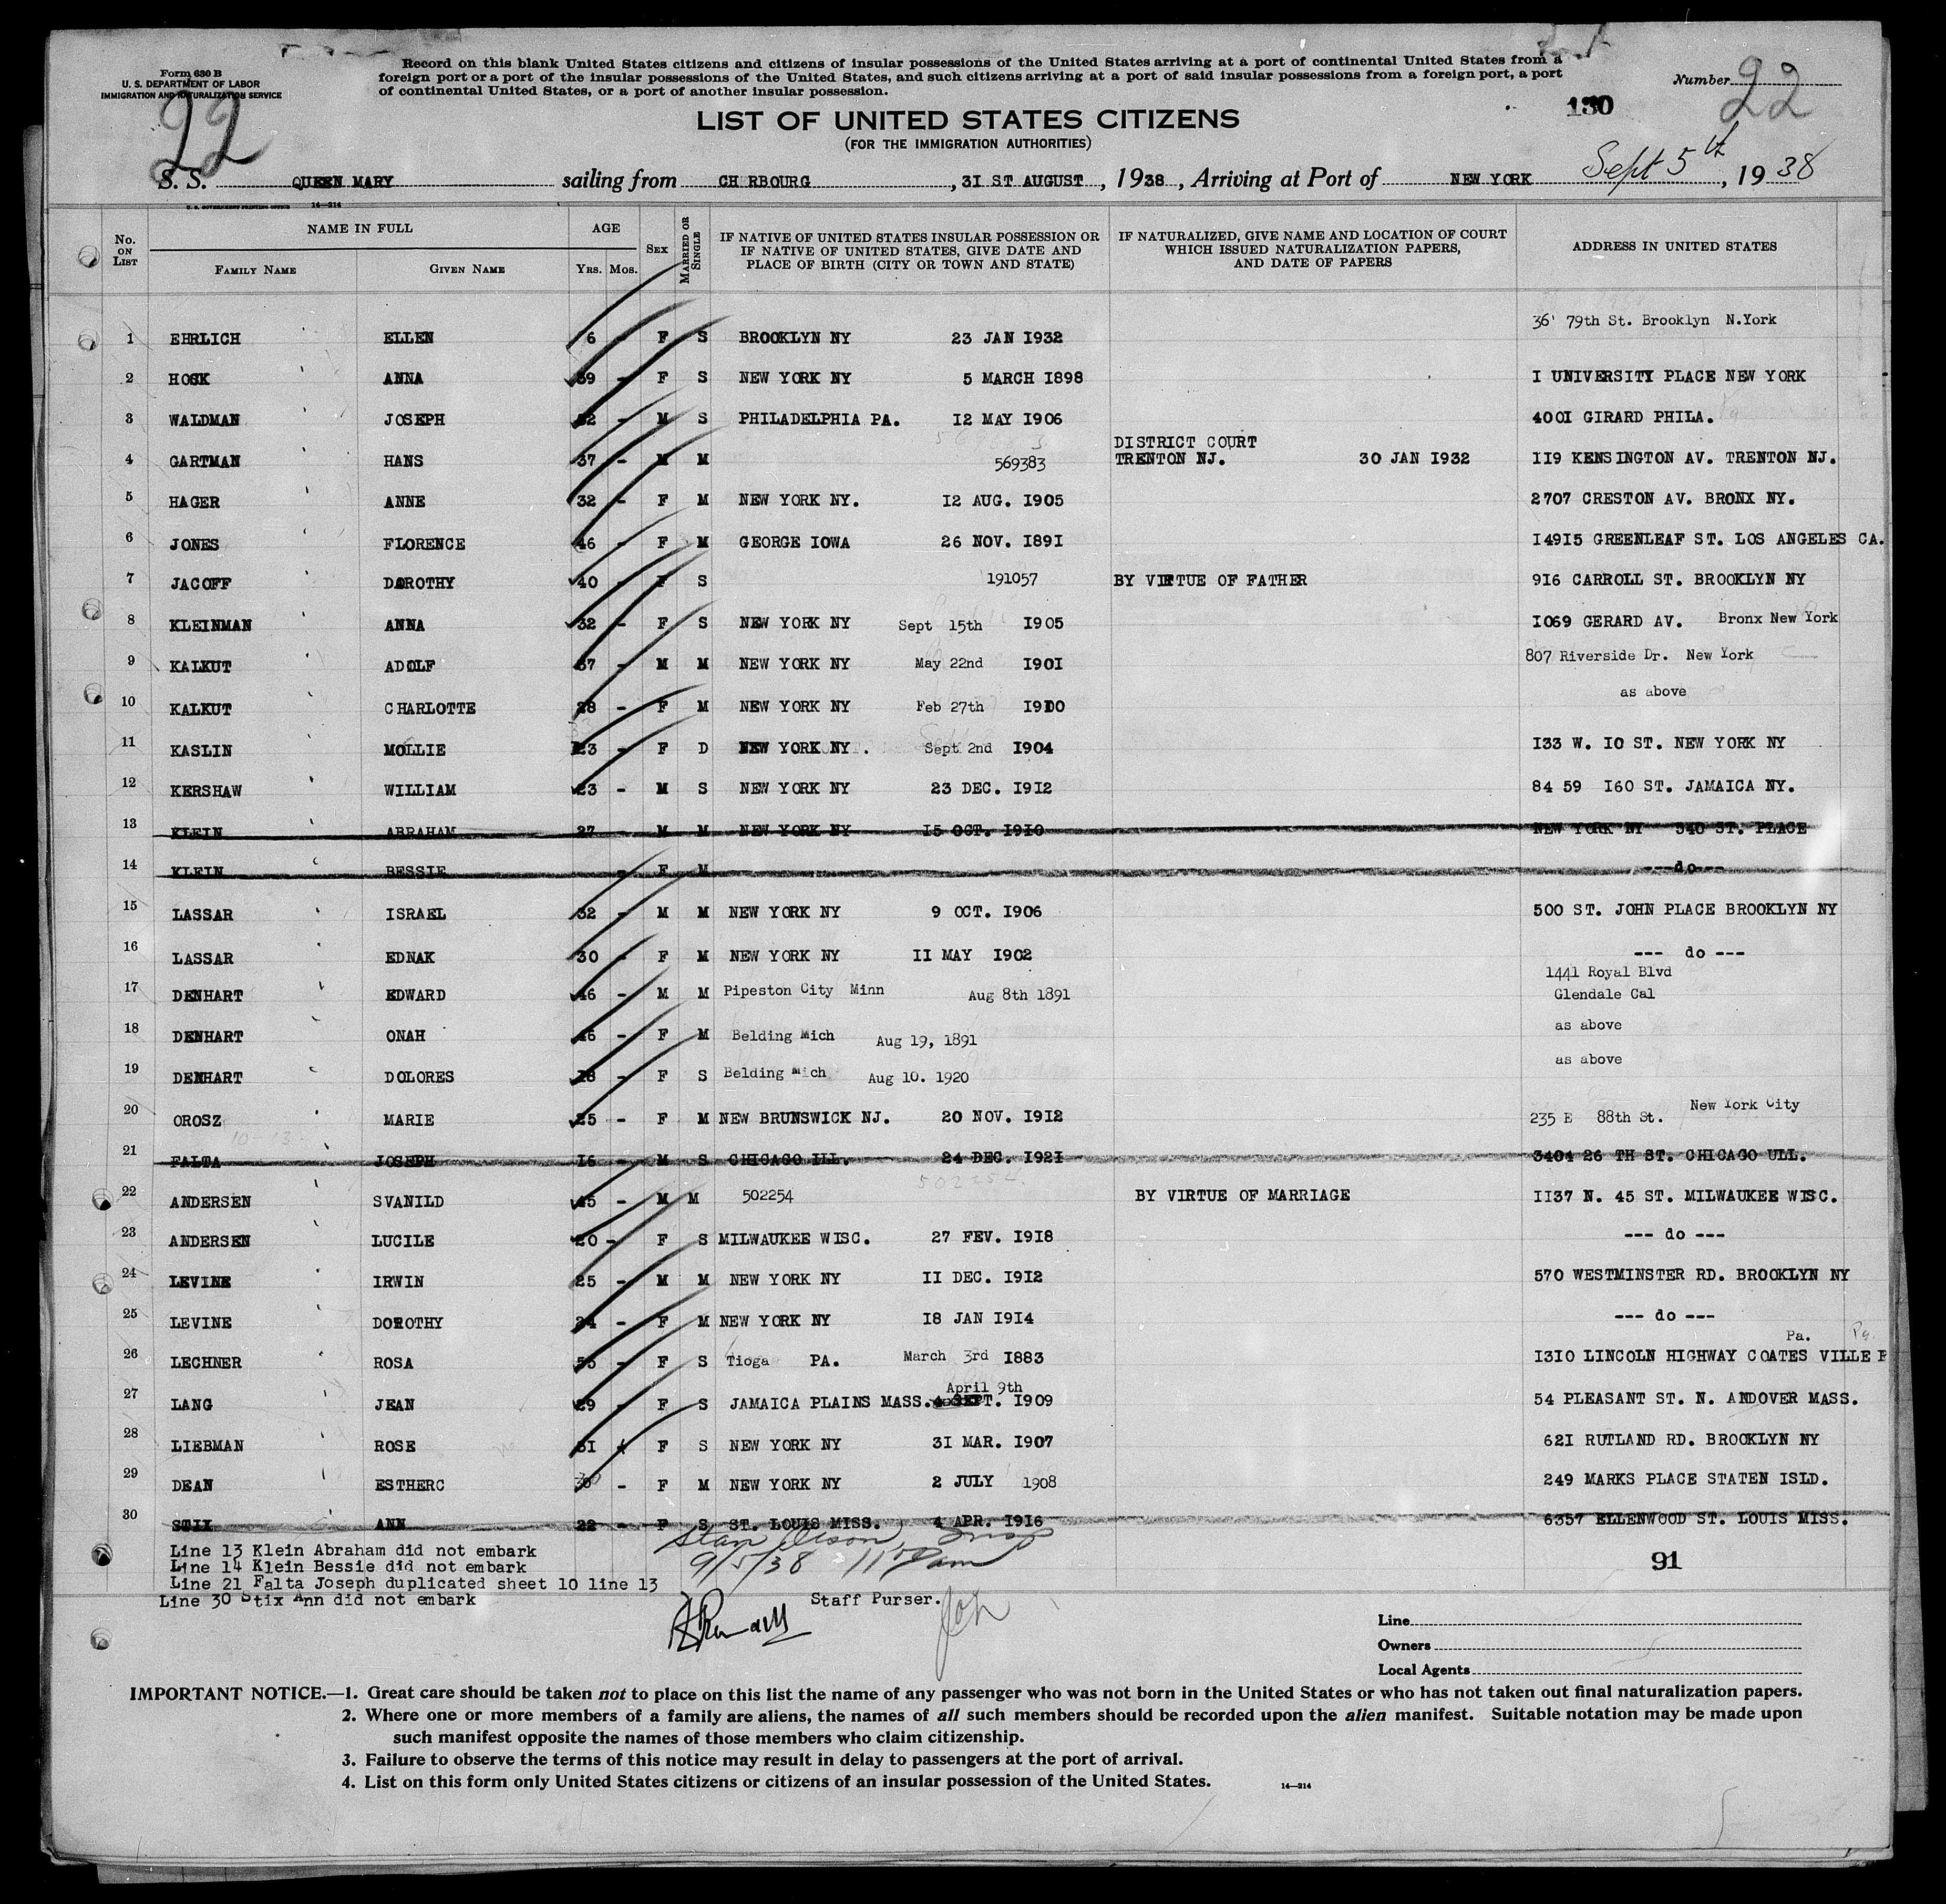 Form 630 B
U. S. DEPARTMENT OF LABOR
IMMIGRATION AND NATURALIZATION SERVICE
22
Record on this blank United States citizens and citizens of insular possessions of the United States arriving at a port of continental United States from a
foreign port or a port of the insular possessions of the United States, and such citizens arriving at a port of said insular possessions from a foreign port, a port
of continental United States, or a port of another insular possession.
Number 22
130
LIST OF UNITED STATES CITIZENS
(FOR THE IMMIGRATION AUTHORITIES)
S. S. QUEEN MARY sailing from CH RBOURG , 31 ST AUGUST , 1938 , Arriving at Port of NEW YORK Sept 5th , 1938
U. S. GOVERNMENT PRINTING OFFICE 14—214
No. ON LIST NAME IN FULL FAMILY NAME GIVEN NAME AGE YRS. MOS. SEX MARRIED OR SINGLE IF NATIVE OF UNITED STATES INSULAR POSSESSION OR IF NATIVE OF UNITED STATES, GIVE DATE AND PLACE OF BIRTH (CITY OR TOWN AND STATE) IF NATURALIZED, GIVE NAME AND LOCATION OF COURT WHICH ISSUED NATURALIZATION PAPERS, AND DATE OF PAPERS ADDRESS IN UNITED STATES
1 EHRLICH ELLEN 6 - F S BROOKLYN NY 23 JAN 1932 36' 79th St. Brooklyn N.York
2 HOSK ANNA 39 - F S NEW YORK NY 5 MARCH 1898 I UNIVERSITY PLACE NEW YORK
3 WALDMAN JOSEPH 32 - M S PHILADELPHIA PA. 12 MAY 1906 4001 GIRARD PHILA.
4 GARTMAN HANS 37 - M M 569383 DISTRICT COURT TRENTON NJ. 30 JAN 1932 119 KENSINGTON AV. TRENTON NJ.
5 HAGER ANNE 32 - F M NEW YORK NY. 12 AUG. 1905 2707 CRESTON AV. BRONX NY.
6 JONES FLORENCE 46 - F M GEORGE IOWA 26 NOV. 1891 14915 GREENLEAF ST. LOS ANGELES CA.
7 JACOFF DOROTHY 40 - F S 191057 BY VIRTUE OF FATHER 916 CARROLL ST. BROOKLYN NY
8 KLEINMAN ANNA 32 - F S NEW YORK NY Sept 15th 1905 1069 GERARD AV. Bronx New York
9 KALKUT ADOLF 37 - M M NEW YORK NY May 22nd 1901 807 Riverside Dr. New York
10 KALKUT CHARLOTTE 28 - F M NEW YORK NY Feb 27th 1910 as above
11 KASLIN MOLLIE 23 - F D NEW YORK NY . Sept 2nd 1904 133 W. 10 ST. NEW YORK NY
12 KERSHAW WILLIAM 23 - M S NEW YORK NY 23 DEC. 1912 84 59 160 ST. JAMAICA NY.
13 KLEIN ABRAHAM 27 M M NEW YORK NY 15 OCT. 1910 NEW YORK NY 340 ST. PLACE
14 KLEIN BESSIE - F M ---do---
15 LASSAR ISRAEL 32 - M M NEW YORK NY 9 OCT. 1906 500 ST. JOHN PLACE BROOKLYN NY
16 LASSAR EDNAK 30 - F M NEW YORK NY 11 MAY 1902 --- do ---
17 DENHART EDWARD 46 - M M Pipeston City Minn Aug 8th 1891 1441 Royal Blvd Glendale Cal
18 DENHART ONAH 46 - F M Belding Mich Aug 19, 1891 as above
19 DENHART DOLORES 18 - F S Belding Mich Aug 10. 1920 as above
20 OROSZ MARIE 25 - F M NEW BRUNSWICK NJ. 20 NOV. 1912 235 E 88th St. New York City
10-13
21 FALTA JOSEPH 16 - M S CHICAGO ILL. 24 DEC. 1921 3404 26 TH ST. CHICAGO ULL.
22 ANDERSEN SVANILD 45 - M M 502254 BY VIRTUE OF MARRIAGE 1137 N. 45 ST. MILWAUKEE WISC.
23 ANDERSEN LUCILE 20 - F S MILWAUKEE WISC. 27 FEV. 1918 --- do ---
24 LEVINE IRWIN 25 - M M NEW YORK NY 11 DEC. 1912 570 WESTMINSTER RD. BROOKLYN NY
25 LEVINE DOROTHY 24 - F M NEW YORK NY 18 JAN 1914 --- do ---
26 LECHNER ROSA 55 - F S Tioga PA. March 3rd 1883 1310 LINCOLN HIGHWAY COATES VILLE P Pa. Pa.
27 LANG JEAN 29 - F S JAMAICA PLAINS MASS. April 9th 4 SEPT. 1909 54 PLEASANT ST. N. ANDOVER MASS.
28 LIEBMAN ROSE 31 F S NEW YORK NY 31 MAR. 1907 621 RUTLAND RD. BROOKLYN NY
29 DEAN ESTHERC 30 - F M NEW YORK NY 2 JULY 1908 249 MARKS PLACE STATEN ISLD.
30 STIX ANN 22 - F S ST. LOUIS MISS. 4 APR. 1916 6357 ELLENWOOD ST. LOUIS MISS.
Line 13 Klein Abraham did not embark
Line 14 Klein Bessie did not embark
Line 21 Falta Joseph duplicated sheet 10 line 13
Line 30 Stix Ann did not embark
Stan Olson, Insp
9/5/38 11 am
91
Staff Purser.
Line
Owners
Local Agents
IMPORTANT NOTICE.—1. Great care should be taken not to place on this list the name of any passenger who was not born in the United States or who has not taken out final naturalization papers.
2. Where one or more members of a family are aliens, the names of all such members should be recorded upon the alien manifest. Suitable notation may be made upon
such manifest opposite the names of those members who claim citizenship.
3. Failure to observe the terms of this notice may result in delay to passengers at the port of arrival.
4. List on this form only United States citizens or citizens of an insular possession of the United States.
14—214